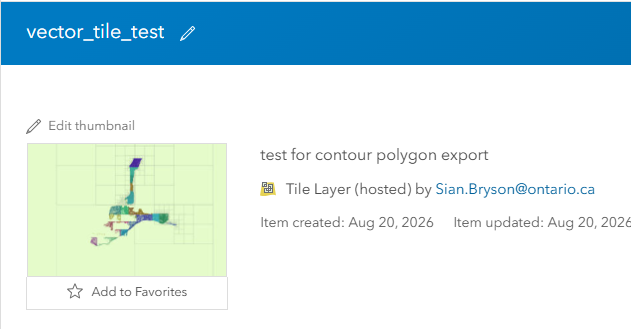 vector_tile_test
Edit thumbnail
test for contour polygon export
Tile Layer (hosted) by Sian.Bryson@ontario.ca
Item created: Aug 20, 2026 Item updated: Aug 20, 2026
Add to Favorites